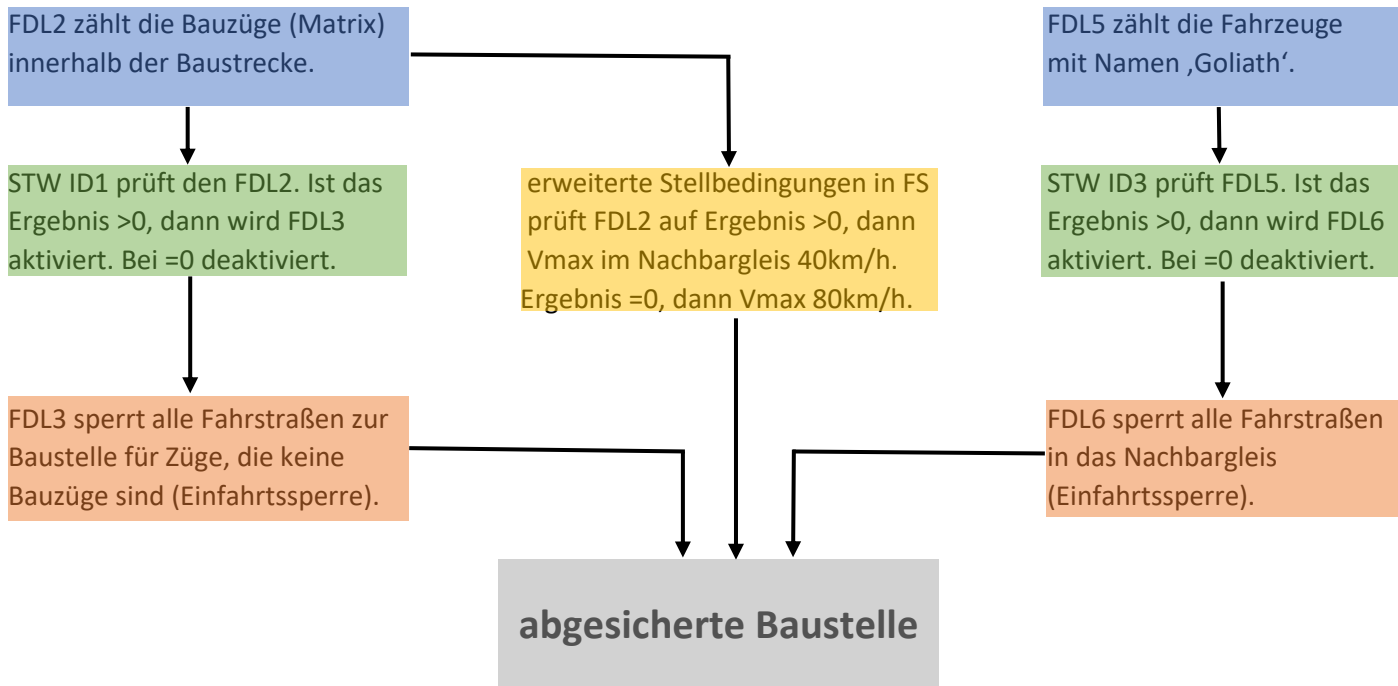 FDL2 zählt die Bauzüge (Matrix)
innerhalb der Baustrecke.
FDL5 zählt die Fahrzeuge
mit Namen ‚Goliath‘.
STW ID1 prüft den FDL2. Ist das
Ergebnis >0, dann wird FDL3
aktiviert. Bei =0 deaktiviert.
erweiterte Stellbedingungen in FS
prüft FDL2 auf Ergebnis >0, dann
Vmax im Nachbargleis 40km/h.
Ergebnis =0, dann Vmax 80km/h.
STW ID3 prüft FDL5. Ist das
Ergebnis >0, dann wird FDL6
aktiviert. Bei =0 deaktiviert.
FDL3 sperrt alle Fahrstraßen zur
Baustelle für Züge, die keine
Bauzüge sind (Einfahrtssperre).
FDL6 sperrt alle Fahrstraßen
in das Nachbargleis
(Einfahrtssperre).
abgesicherte Baustelle